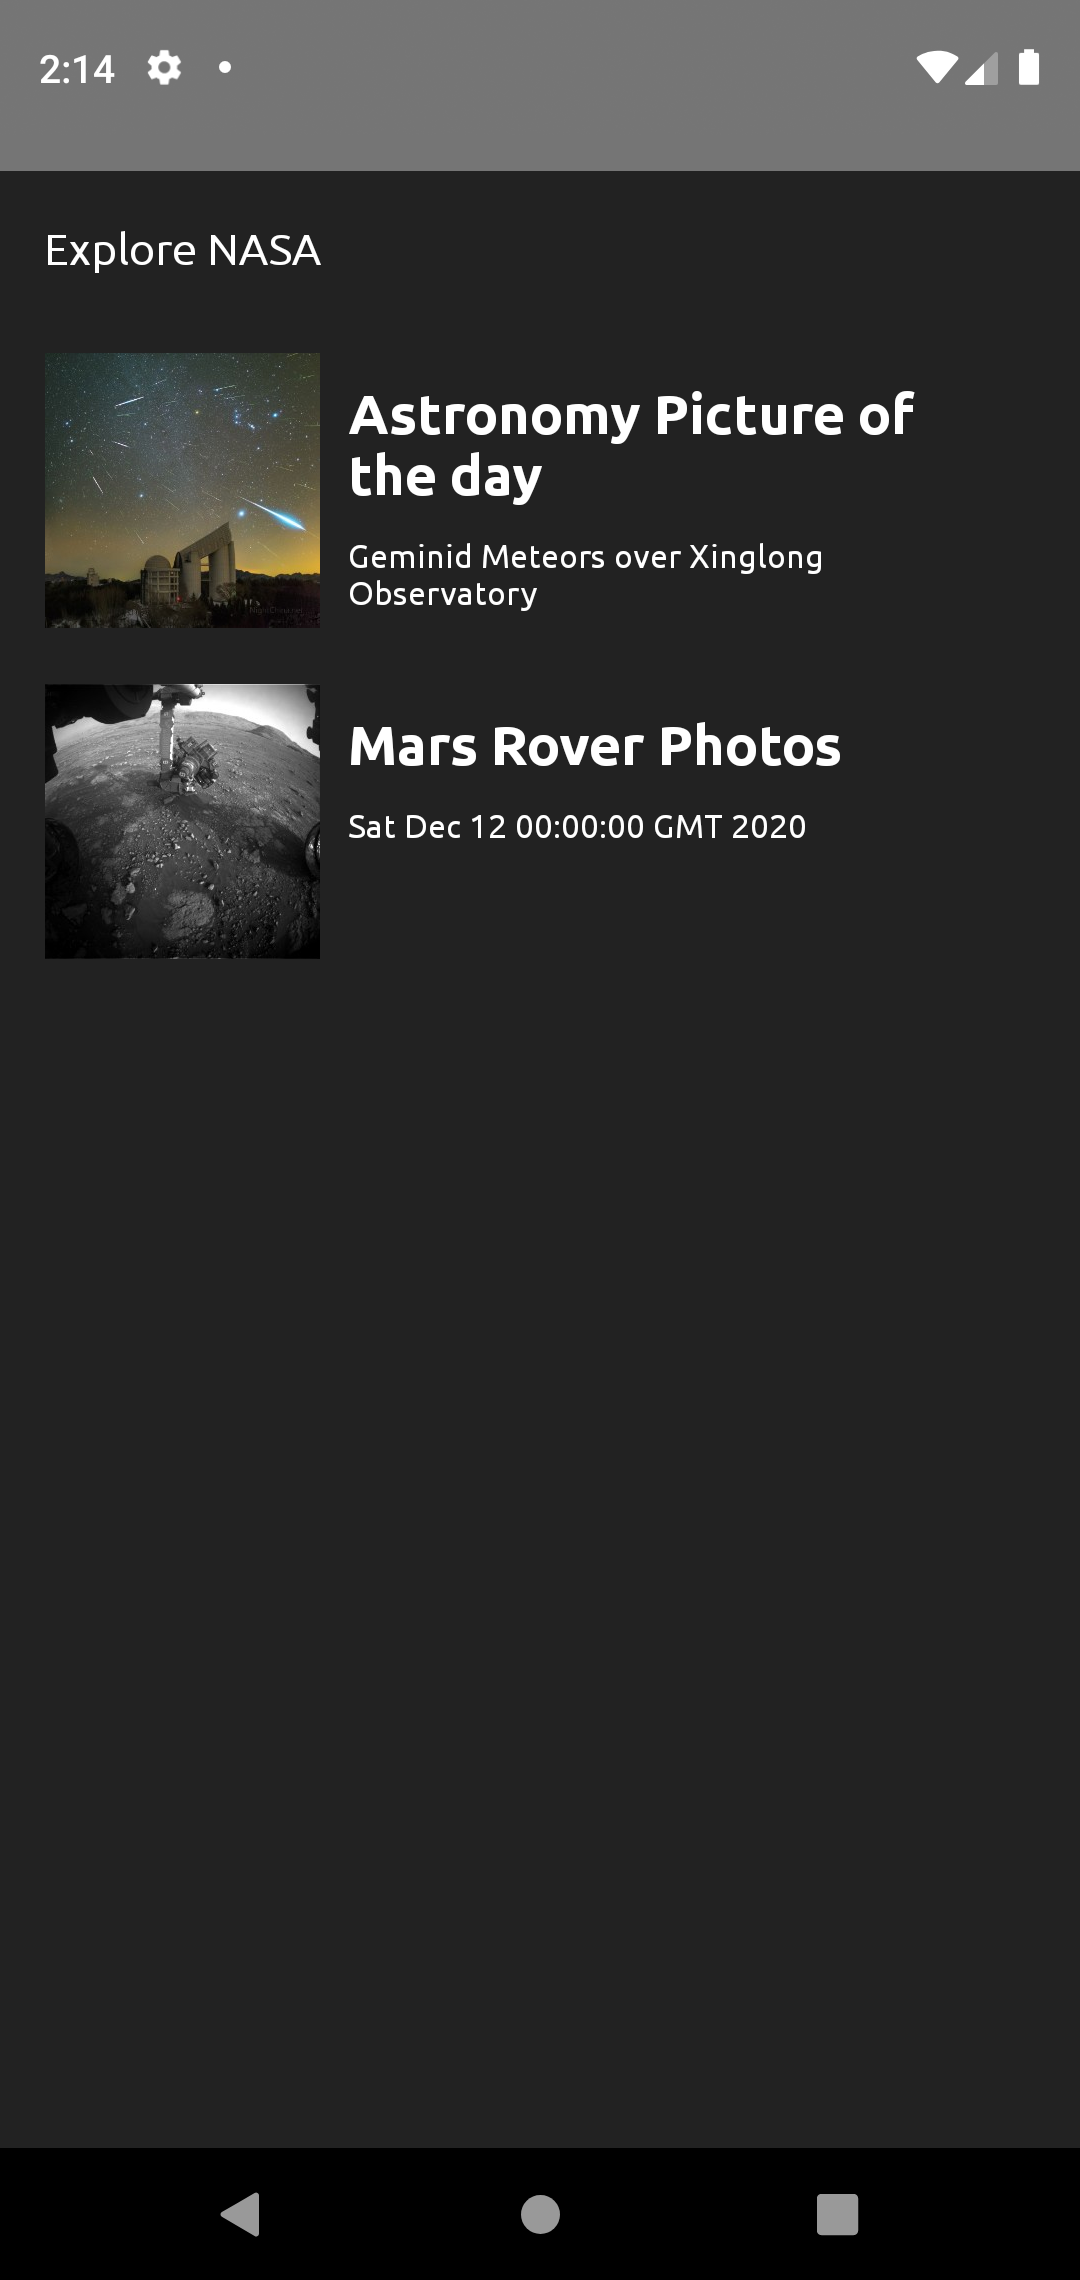 2:14
Explore NASA
Astronomy Picture of
the day
Geminid Meteors over Xinglong
Observatory
Mars Rover Photos
Sat Dec 12 00:00:00 GMT 2020